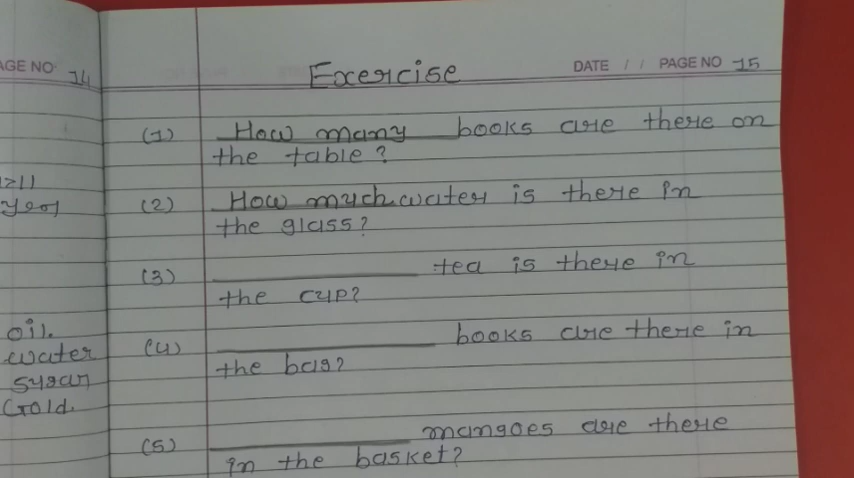 AGE NO 14
Exercise
DATE / / PAGE NO 15
(1) How many books are there on
the table?
(2) How much water is there in
the glass?
(3) tea is there in
the cup?
(4) books are there in
the bag?
(5) mangoes are there
in the basket?
oil.
water
Sugar
Gold.